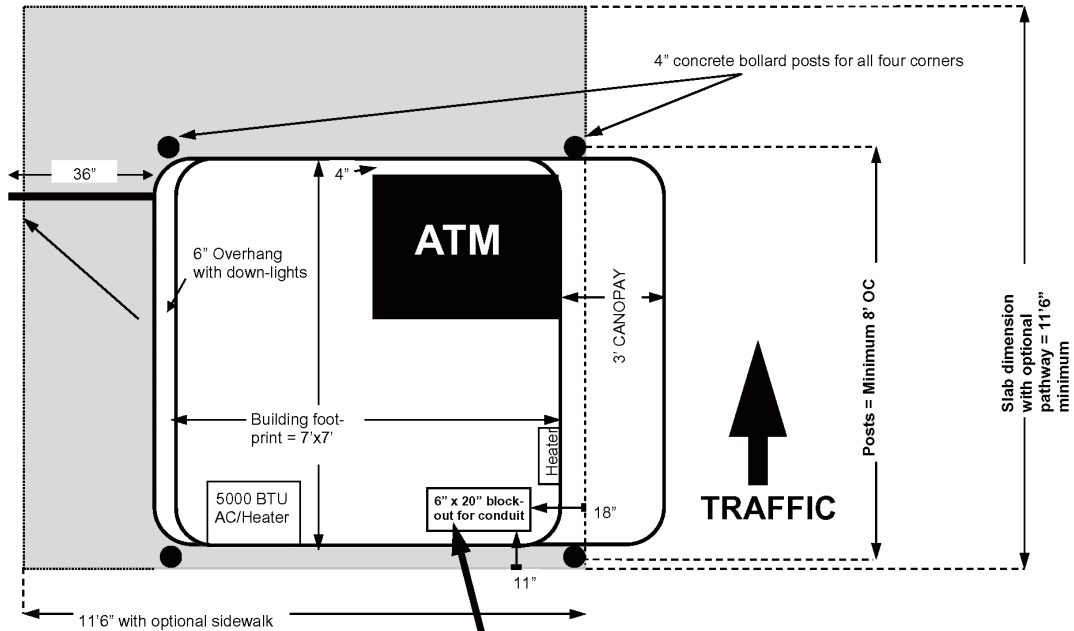 4” concrete bollard posts for all four corners
36”
4”
ATM
6” Overhang
with down-lights
3’ CANOPAY
Posts = Minimum 8’ OC
Slab dimension
with optional
pathway = 11’6”
minimum
Building foot-
print = 7’x7’
Heater
5000 BTU
AC/Heater
6” x 20” block-
out for conduit
18”
TRAFFIC
11”
11’6” with optional sidewalk